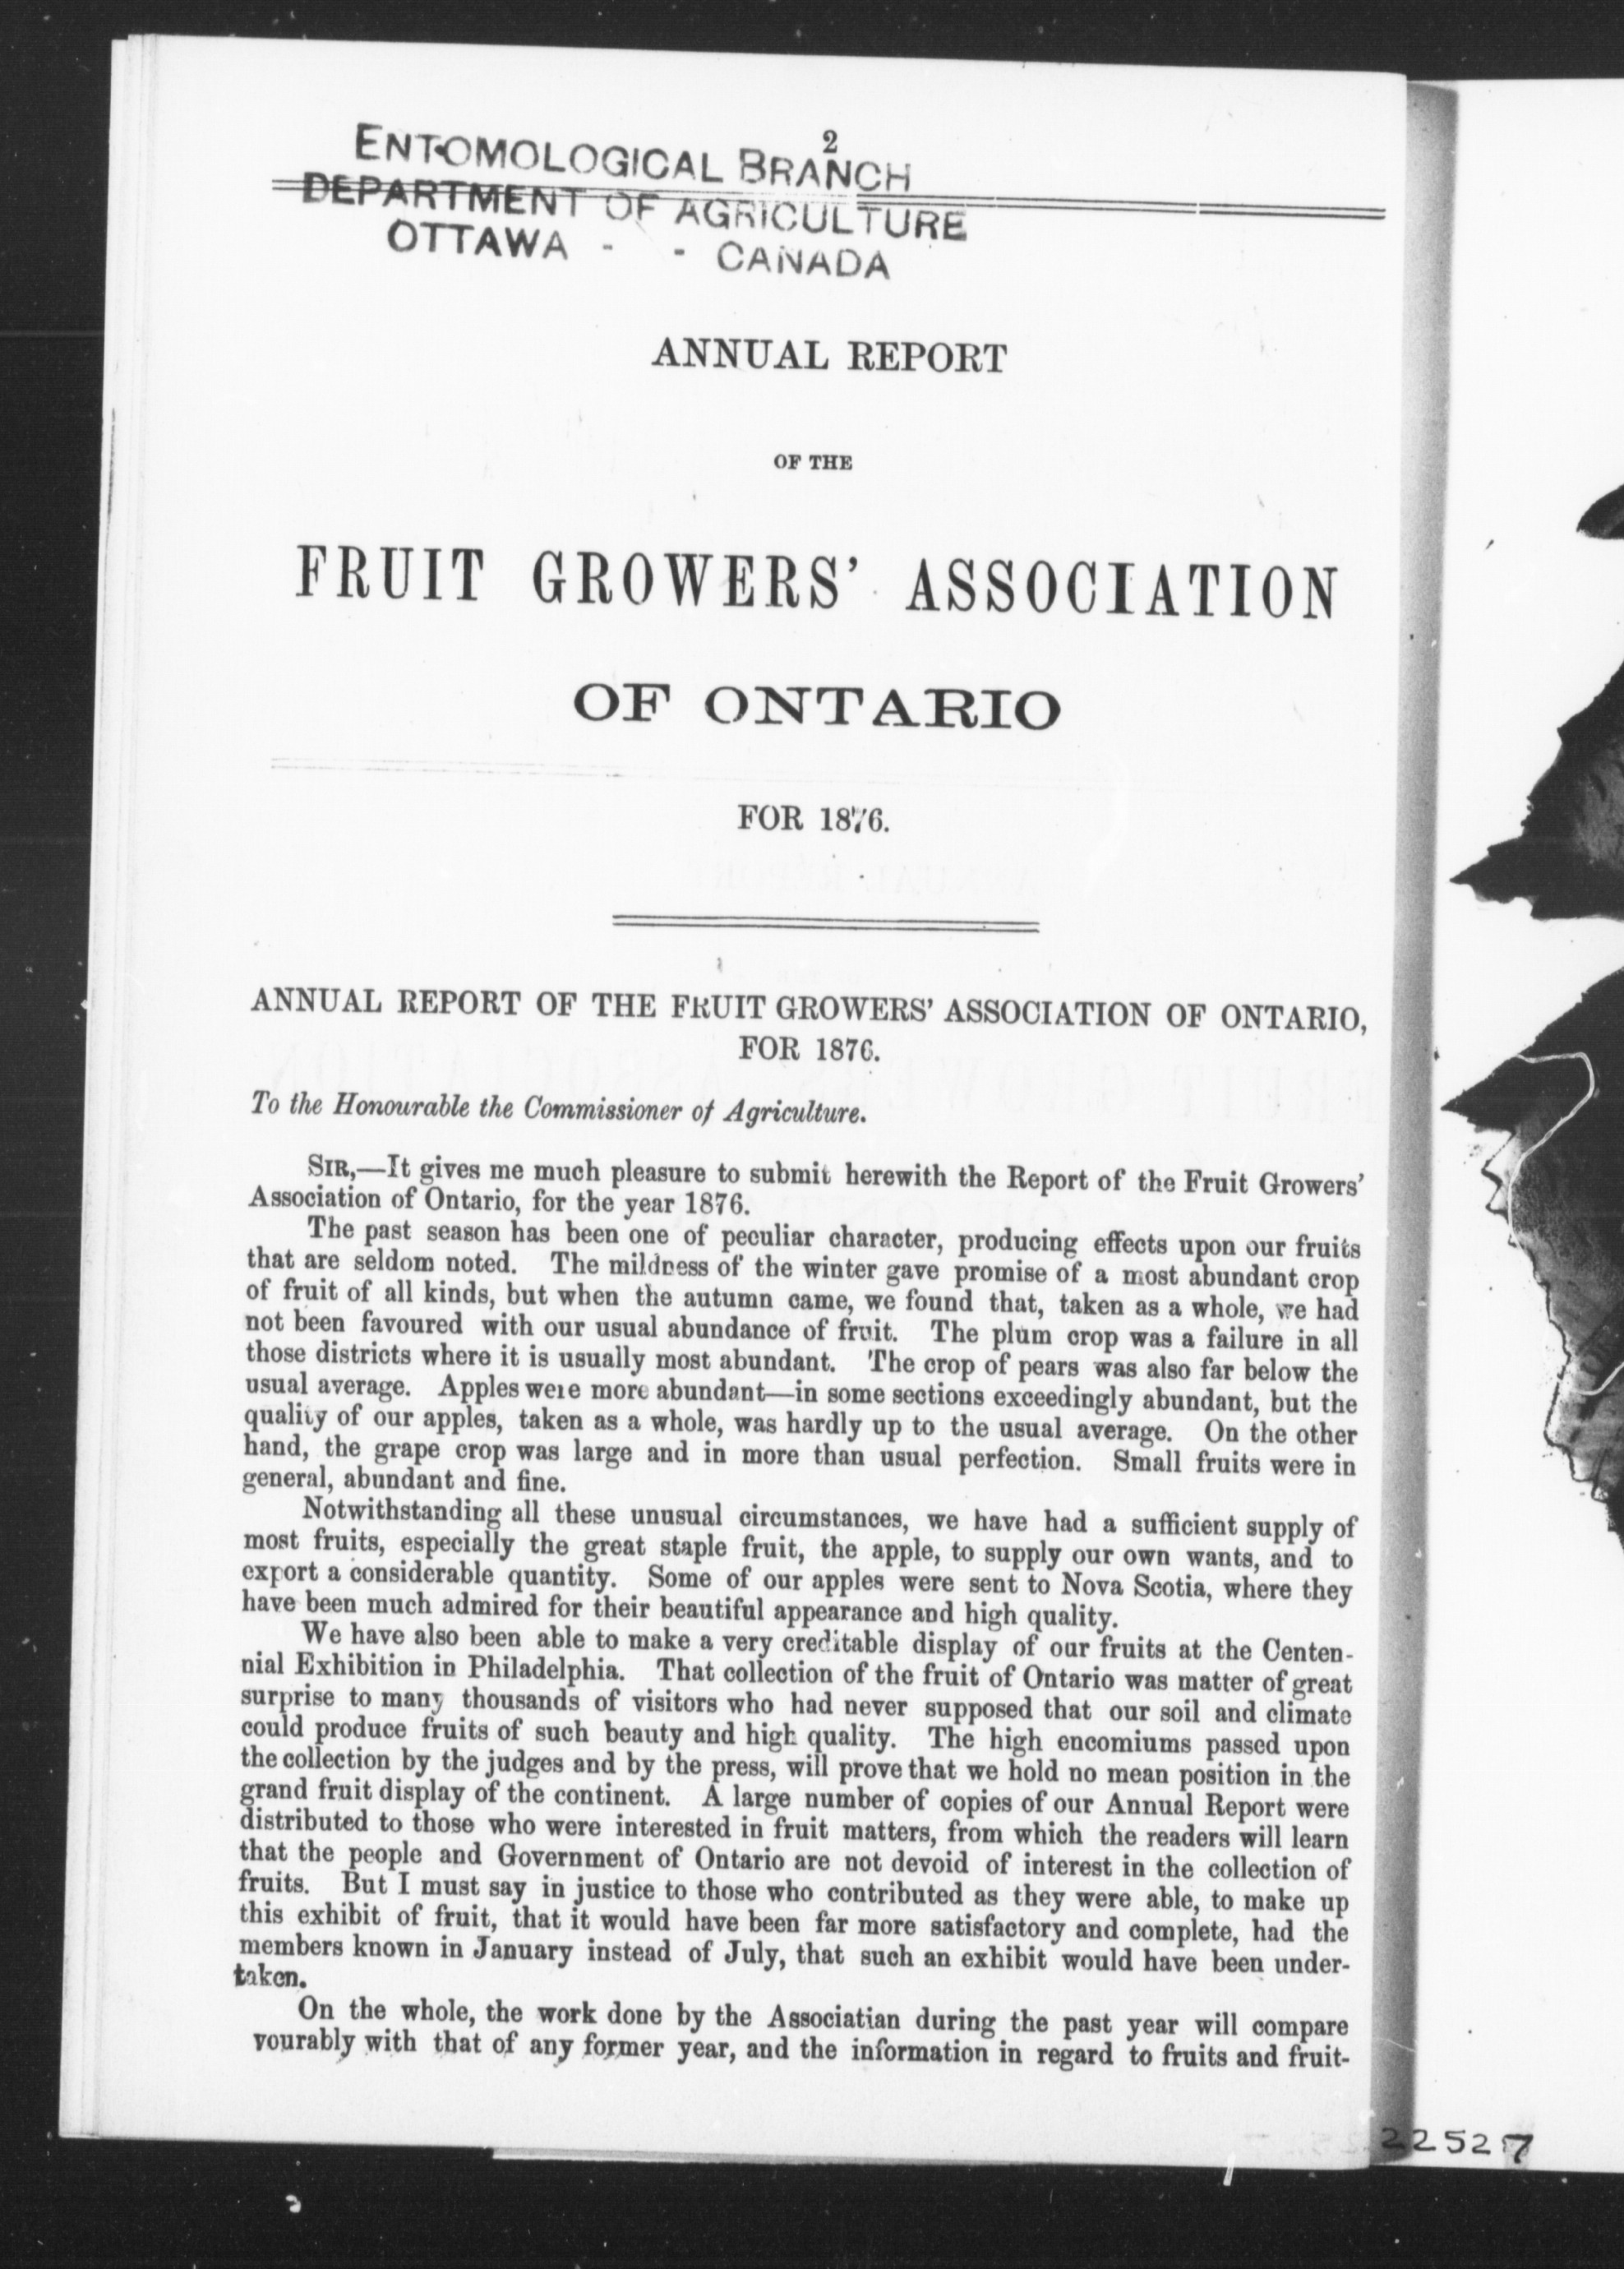 2
ENTOMOLOGICAL BRANCH
DEPARTMENT OF AGRICULTURE
OTTAWA - - CANADA
ANNUAL REPORT
OF THE
FRUIT GROWERS' ASSOCIATION
OF ONTARIO
FOR 1876.
ANNUAL REPORT OF THE FRUIT GROWERS' ASSOCIATION OF ONTARIO,
FOR 1876.
To the Honourable the Commissioner of Agriculture.
SIR,—It gives me much pleasure to submit herewith the Report of the Fruit Growers'
Association of Ontario, for the year 1876.
The past season has been one of peculiar character, producing effects upon our fruits
that are seldom noted. The mildness of the winter gave promise of a most abundant crop
of fruit of all kinds, but when the autumn came, we found that, taken as a whole, we had
not been favoured with our usual abundance of fruit. The plum crop was a failure in all
those districts where it is usually most abundant. The crop of pears was also far below the
usual average. Apples were more abundant—in some sections exceedingly abundant, but the
quality of our apples, taken as a whole, was hardly up to the usual average. On the other
hand, the grape crop was large and in more than usual perfection. Small fruits were in
general, abundant and fine.
Notwithstanding all these unusual circumstances, we have had a sufficient supply of
most fruits, especially the great staple fruit, the apple, to supply our own wants, and to
export a considerable quantity. Some of our apples were sent to Nova Scotia, where they
have been much admired for their beautiful appearance and high quality.
We have also been able to make a very creditable display of our fruits at the Centen-
nial Exhibition in Philadelphia. That collection of the fruit of Ontario was matter of great
surprise to many thousands of visitors who had never supposed that our soil and climate
could produce fruits of such beauty and high quality. The high encomiums passed upon
the collection by the judges and by the press, will prove that we hold no mean position in the
grand fruit display of the continent. A large number of copies of our Annual Report were
distributed to those who were interested in fruit matters, from which the readers will learn
that the people and Government of Ontario are not devoid of interest in the collection of
fruits. But I must say in justice to those who contributed as they were able, to make up
this exhibit of fruit, that it would have been far more satisfactory and complete, had the
members known in January instead of July, that such an exhibit would have been under-
taken.
On the whole, the work done by the Associatian during the past year will compare
vourably with that of any former year, and the information in regard to fruits and fruit-
22527